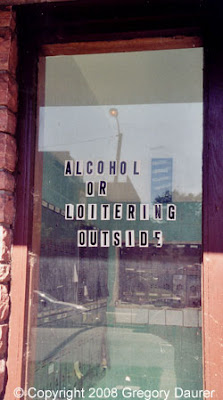 ALCOHOL
OR
LOITERING
OUTSIDE
©Copyright 2008 Gregory Daurer